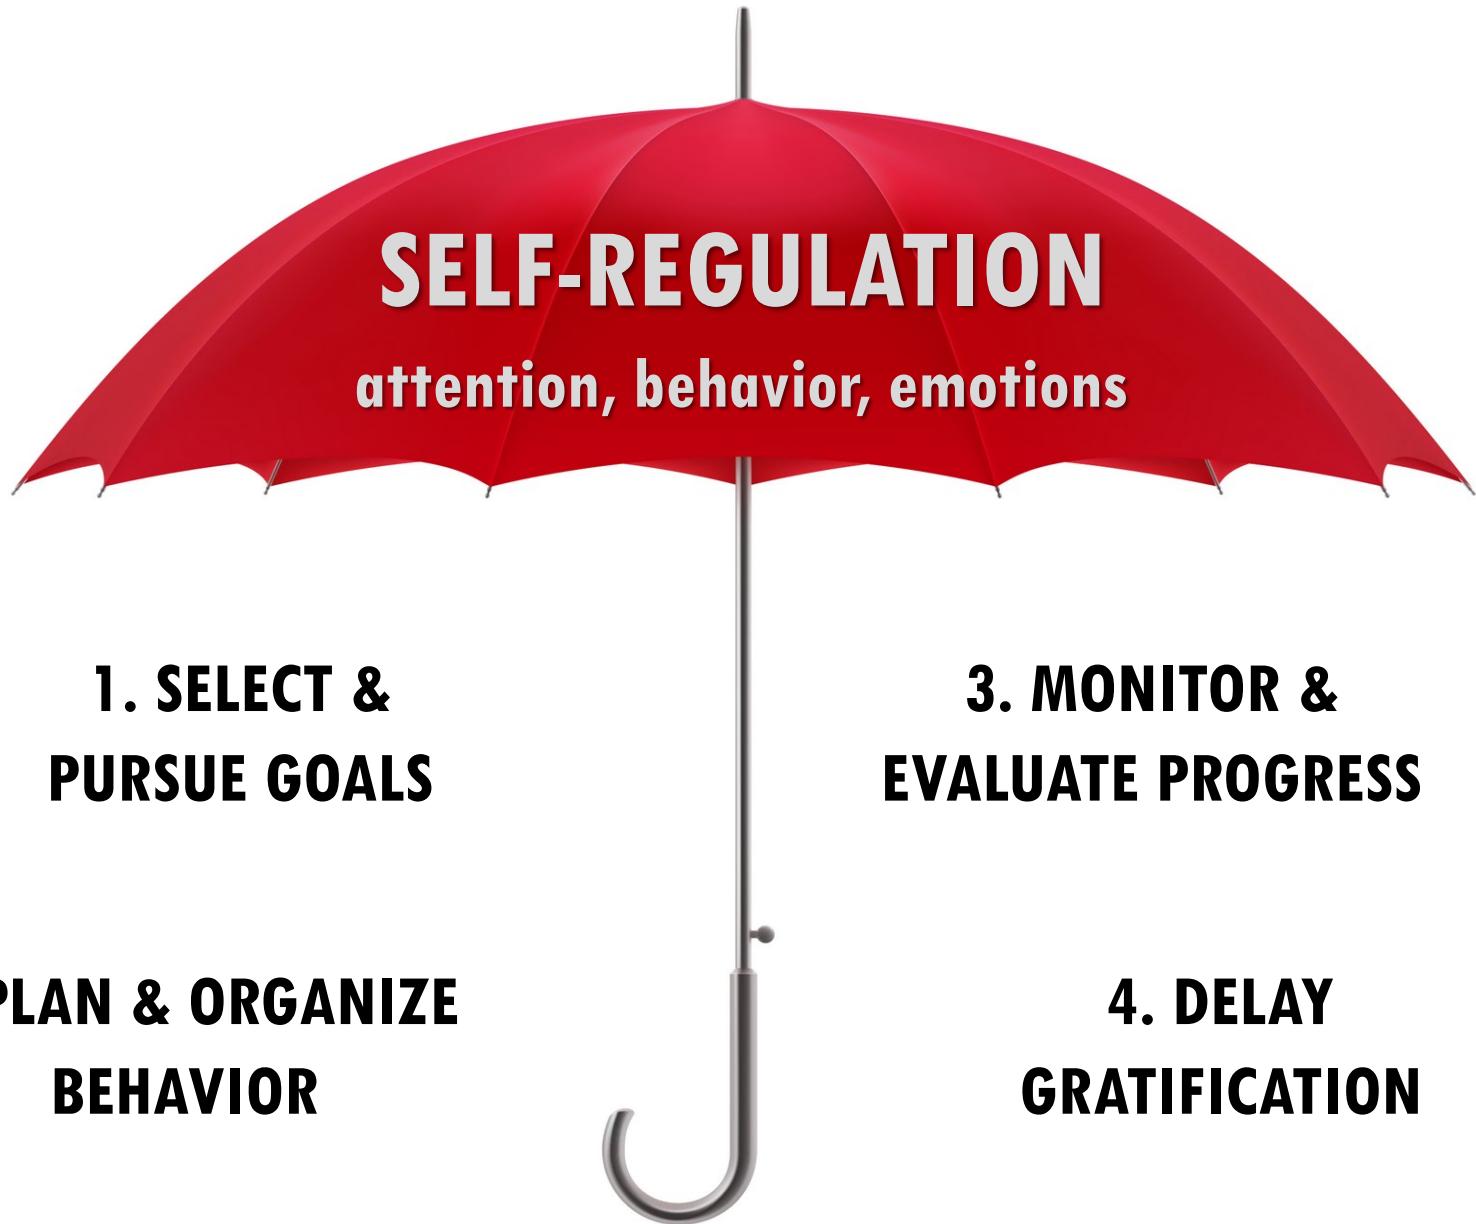 SELF-REGULATION
attention, behavior, emotions
1. SELECT &
PURSUE GOALS
PLAN & ORGANIZE
BEHAVIOR
3. MONITOR &
EVALUATE PROGRESS
4. DELAY
GRATIFICATION